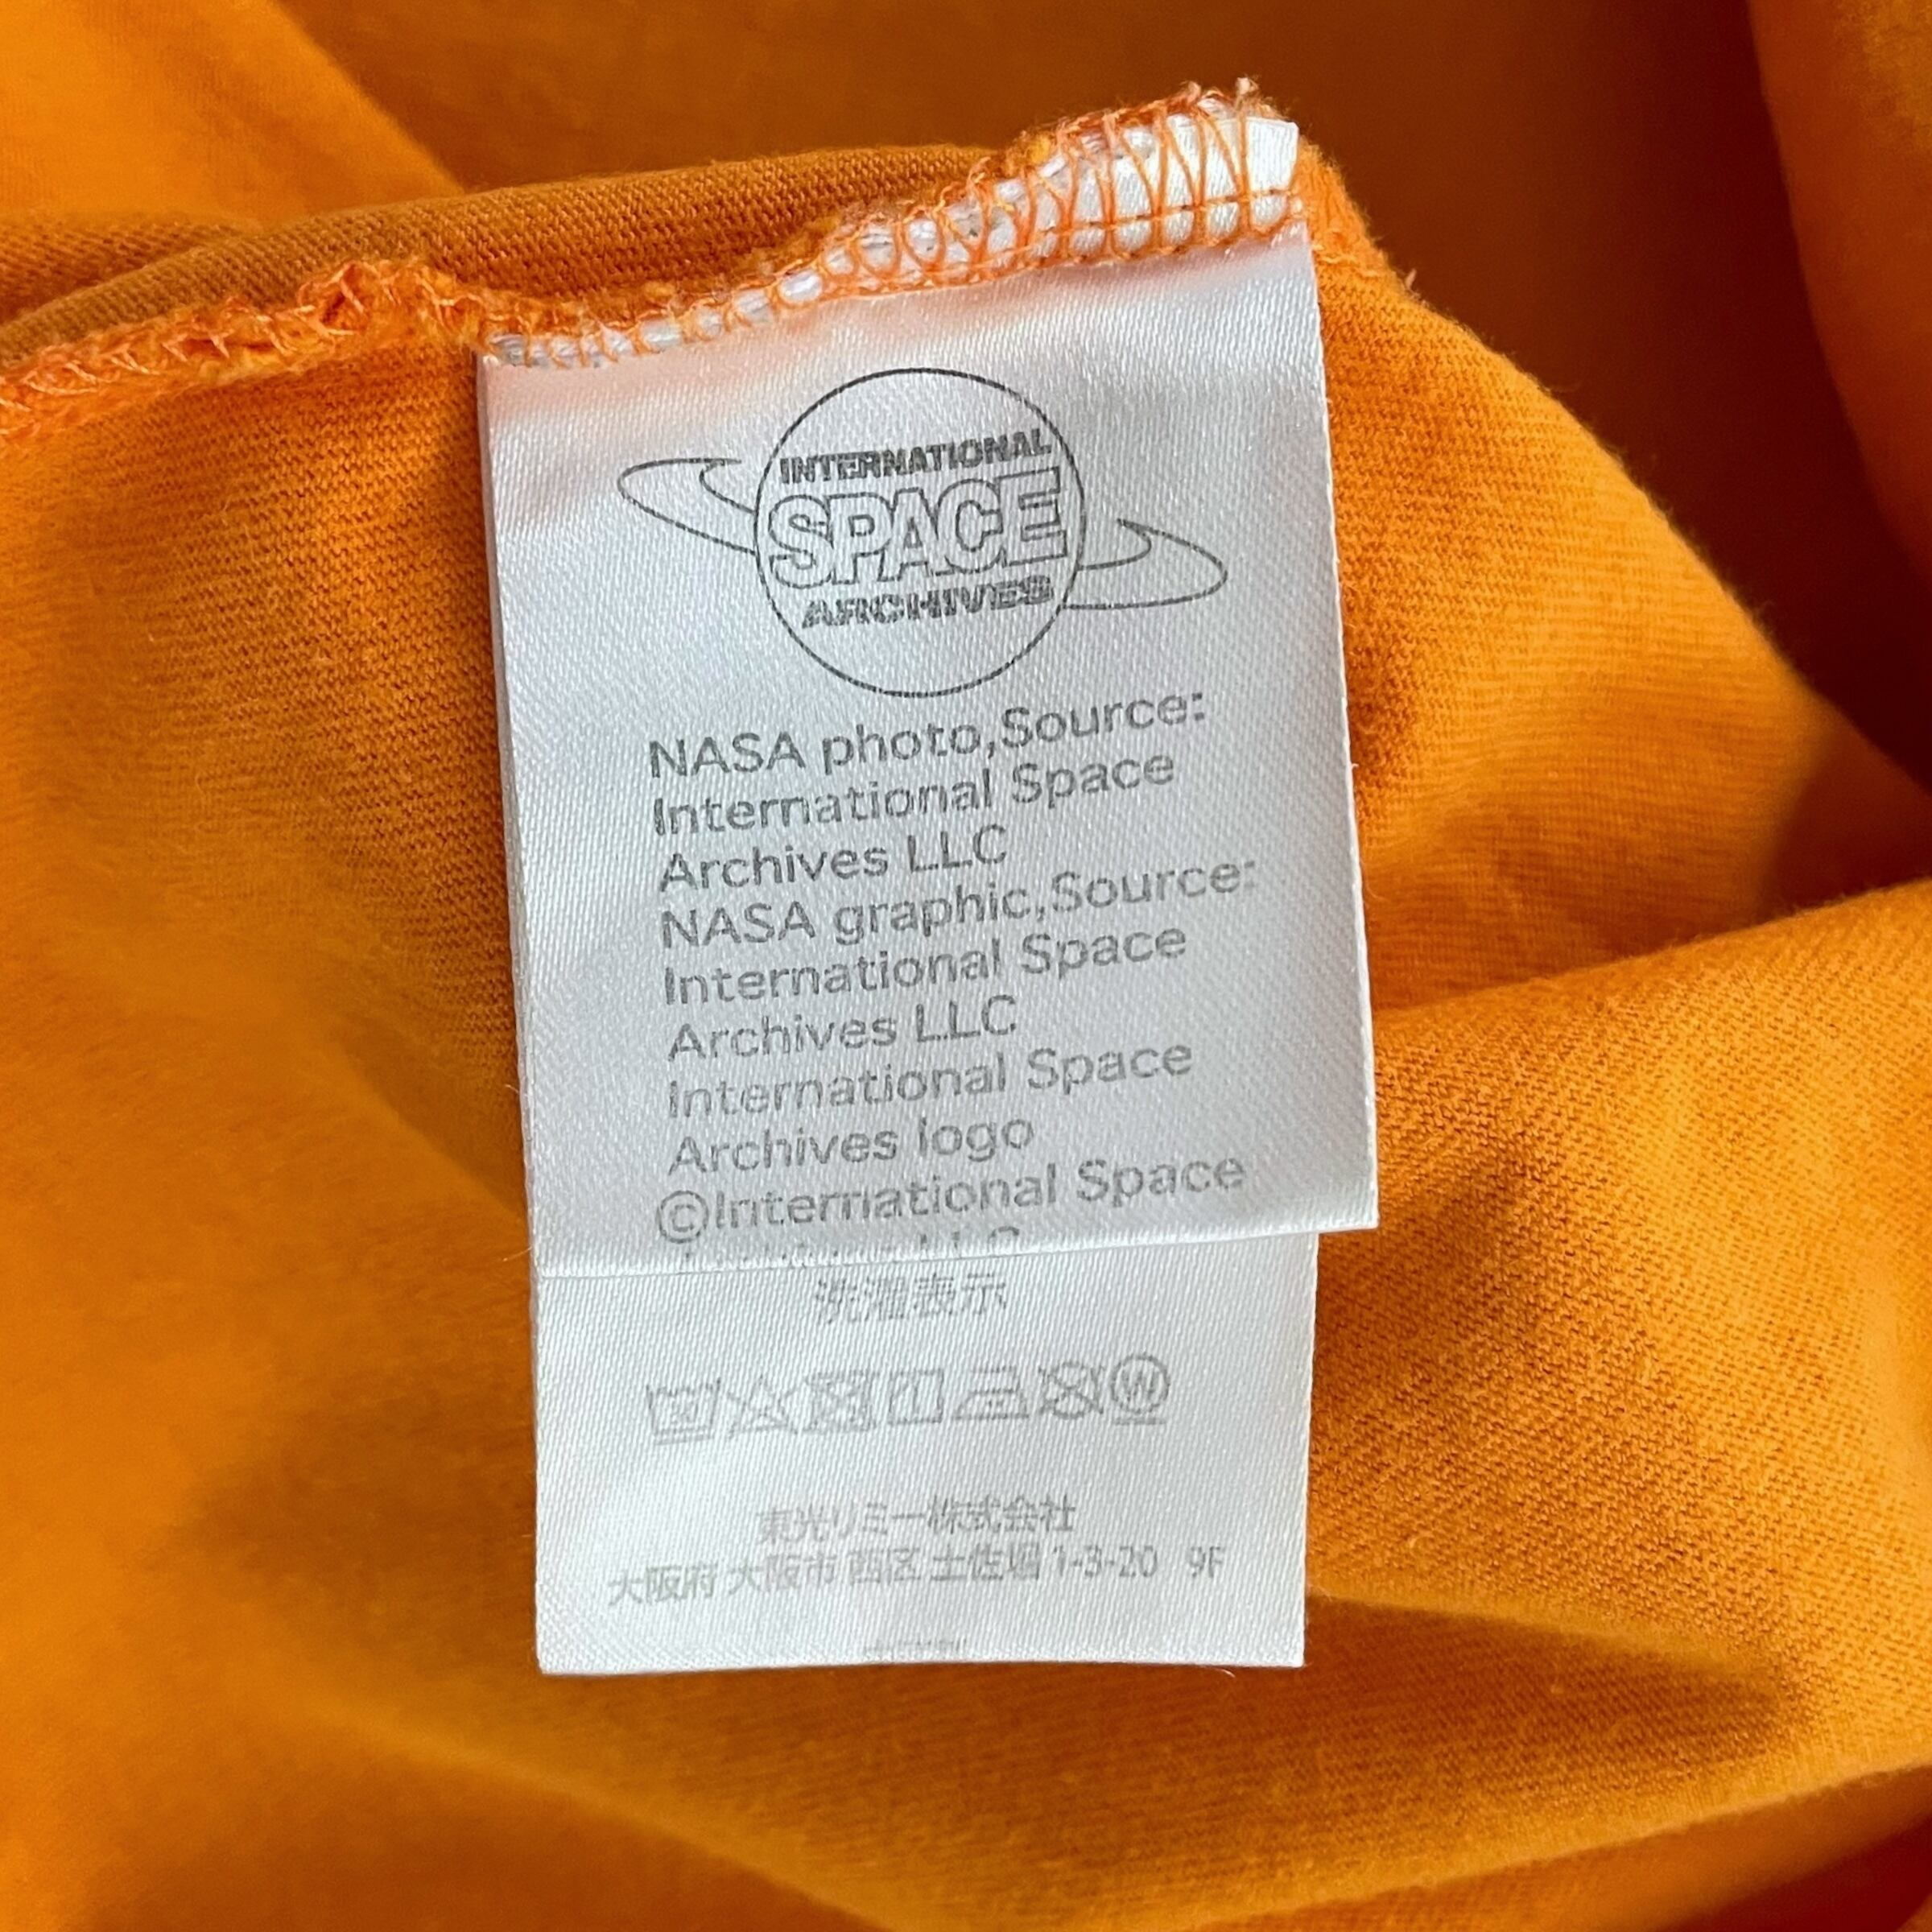 INTERNATIONAL
SPACE
ARCHIVES
NASA photo,Source:
International Space
Archives LLC
NASA graphic,Source:
International Space
Archives LLC
International Space
Archives logo
©International Space
洗濯表示
30
W
東光リミー株式会社
大阪府 大阪市 西区 土佐堀 1-3-20 9F